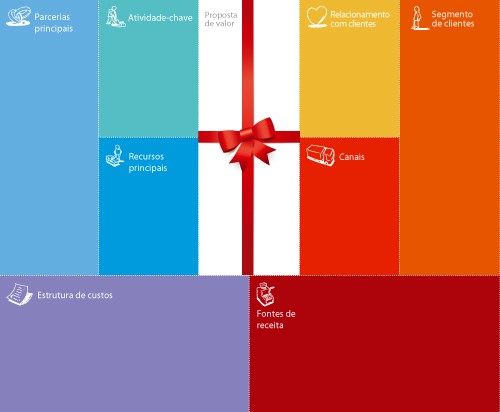 Parcerias
principais
Atividade-chave
Proposta
de valor
Relacionamento
com clientes
Segmento
de clientes
Recursos
principais
Canais
Estrutura de custos
Fontes de
receita